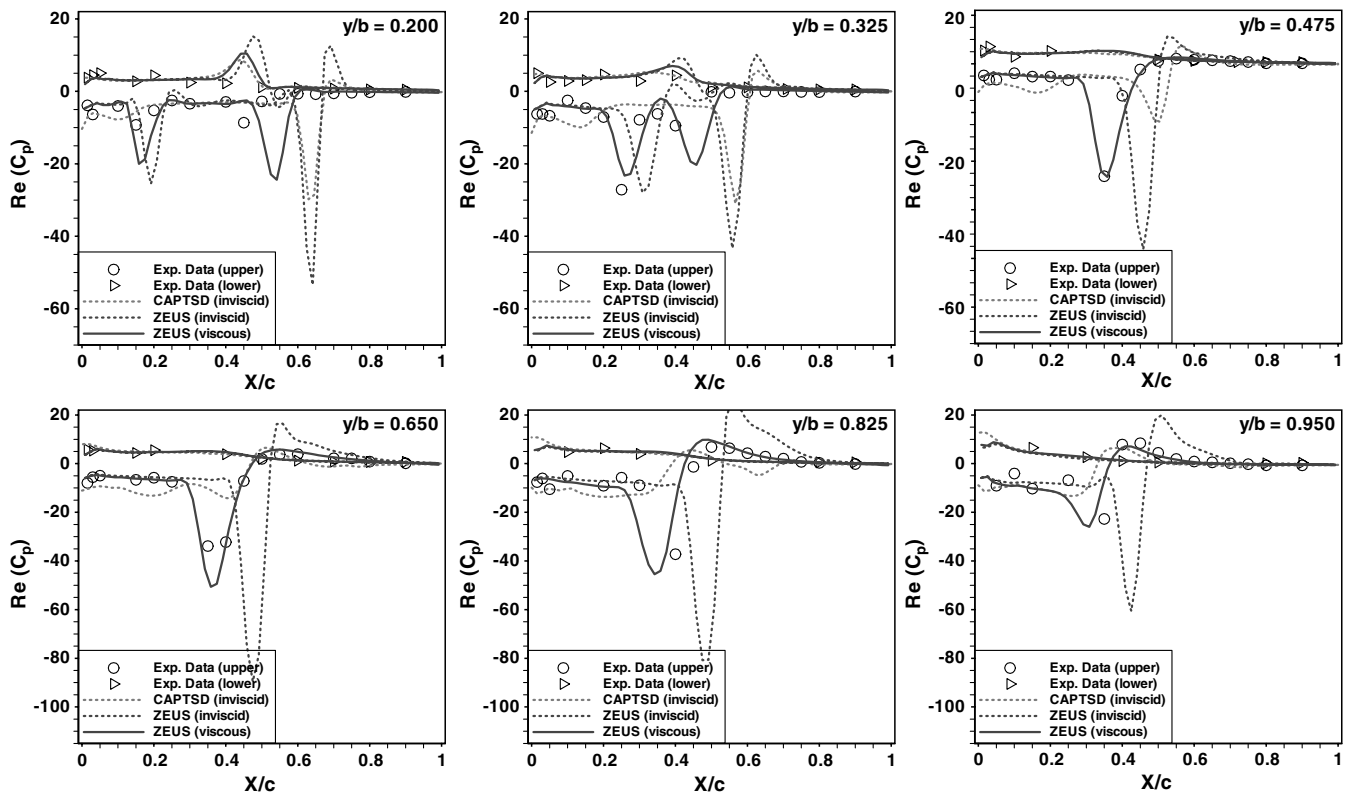 y/b = 0.200
20
0
-20
-40
-60
Re (Cp)
Exp. Data (upper)
Exp. Data (lower)
CAPTSD (inviscid)
ZEUS (inviscid)
ZEUS (viscous)
0 0.2 0.4 0.6 0.8 1
X/c
y/b = 0.325
20
0
-20
-40
-60
Re (Cp)
Exp. Data (upper)
Exp. Data (lower)
CAPTSD (inviscid)
ZEUS (inviscid)
ZEUS (viscous)
0 0.2 0.4 0.6 0.8 1
X/c
y/b = 0.475
20
0
-20
-40
-60
Re (Cp)
Exp. Data (upper)
Exp. Data (lower)
CAPTSD (inviscid)
ZEUS (inviscid)
ZEUS (viscous)
0 0.2 0.4 0.6 0.8 1
X/c
y/b = 0.650
20
0
-20
-40
-60
-80
-100
Re (Cp)
Exp. Data (upper)
Exp. Data (lower)
CAPTSD (inviscid)
ZEUS (inviscid)
ZEUS (viscous)
0 0.2 0.4 0.6 0.8 1
X/c
y/b = 0.825
20
0
-20
-40
-60
-80
-100
Re (Cp)
Exp. Data (upper)
Exp. Data (lower)
CAPTSD (inviscid)
ZEUS (inviscid)
ZEUS (viscous)
0 0.2 0.4 0.6 0.8 1
X/c
y/b = 0.950
20
0
-20
-40
-60
-80
-100
Re (Cp)
Exp. Data (upper)
Exp. Data (lower)
CAPTSD (inviscid)
ZEUS (inviscid)
ZEUS (viscous)
0 0.2 0.4 0.6 0.8 1
X/c